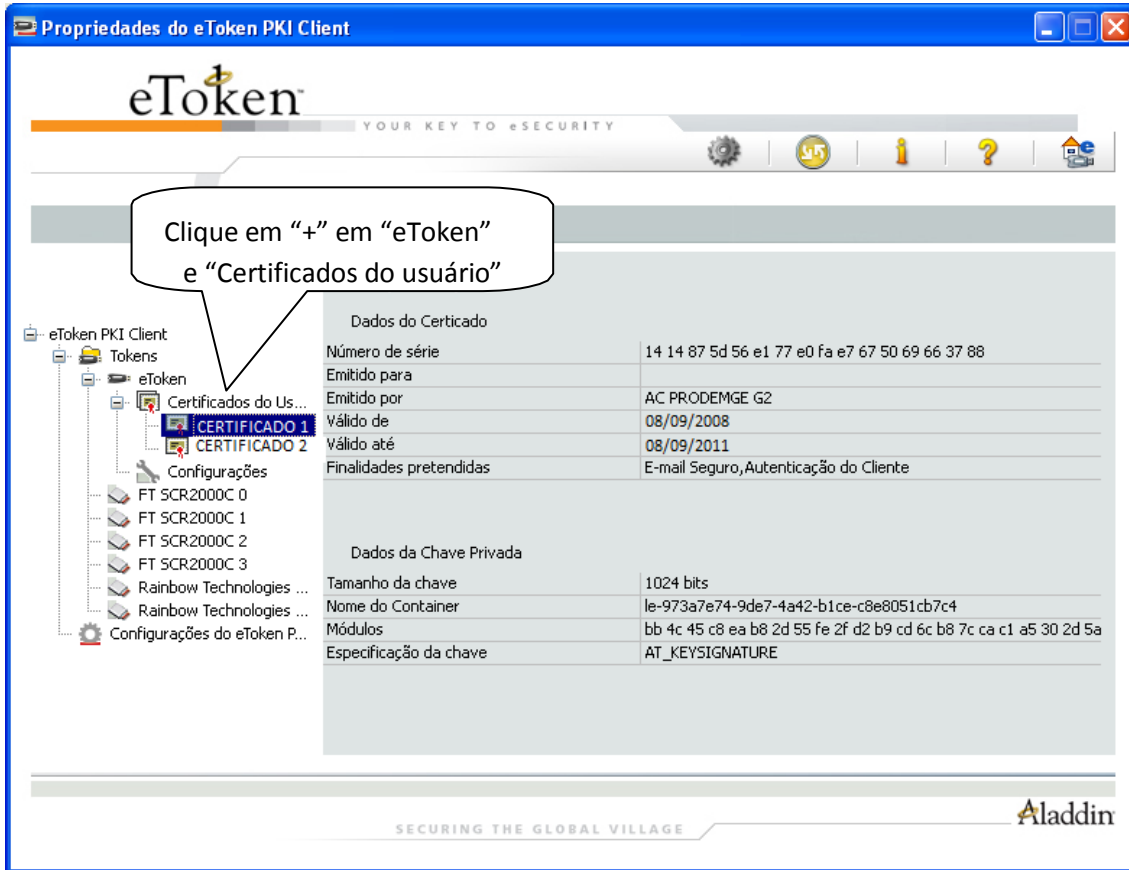 Propriedades do eToken PKI Client
eToken
YOUR KEY TO eSECURITY
Clique em “+” em “eToken”
e “Certificados do usuário”
eToken PKI Client
Tokens
eToken
Certificados do Us...
CERTIFICADO 1
CERTIFICADO 2
Configurações
FT SCR2000C 0
FT SCR2000C 1
FT SCR2000C 2
FT SCR2000C 3
Rainbow Technologies ...
Rainbow Technologies ...
Configurações do eToken P...
Dados do Certicado
Número de série 14 14 87 5d 56 e1 77 e0 fa e7 67 50 69 66 37 88
Emitido para
Emitido por AC PRODEMGE G2
Válido de 08/09/2008
Válido até 08/09/2011
Finalidades pretendidas E-mail Seguro,Autenticação do Cliente
Dados da Chave Privada
Tamanho da chave 1024 bits
Nome do Container le-973a7e74-9de7-4a42-b1ce-c8e8051cb7c4
Módulos bb 4c 45 c8 ea b8 2d 55 fe 2f d2 b9 cd 6c b8 7c ca c1 a5 30 2d 5a
Especificação da chave AT_KEYSIGNATURE
SECURING THE GLOBAL VILLAGE
Aladdin